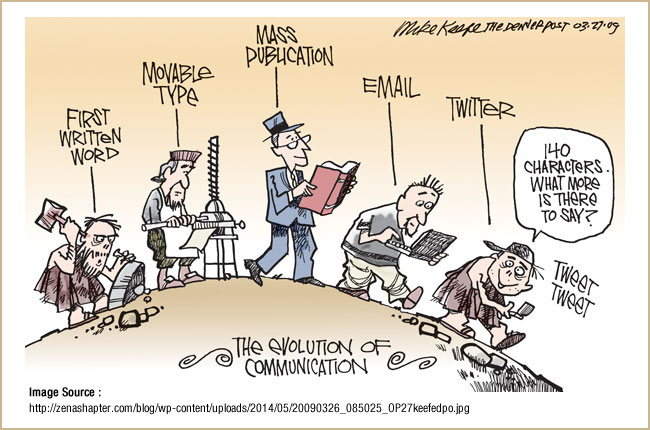 Mike Keefe THE DENVER POST 03·27·09
MASS
PUBLICATION
MOVABLE
TYPE
EMAIL
FIRST
WRITTEN
WORD
TWITTER
140
CHARACTERS.
WHAT MORE
IS THERE
TO SAY?
TWEET
TWEET
THE EVOLUTION OF
COMMUNICATION
Image Source :
http://zenashapter.com/blog/wp-content/uploads/2014/05/20090326_085025_0P27keefedpo.jpg